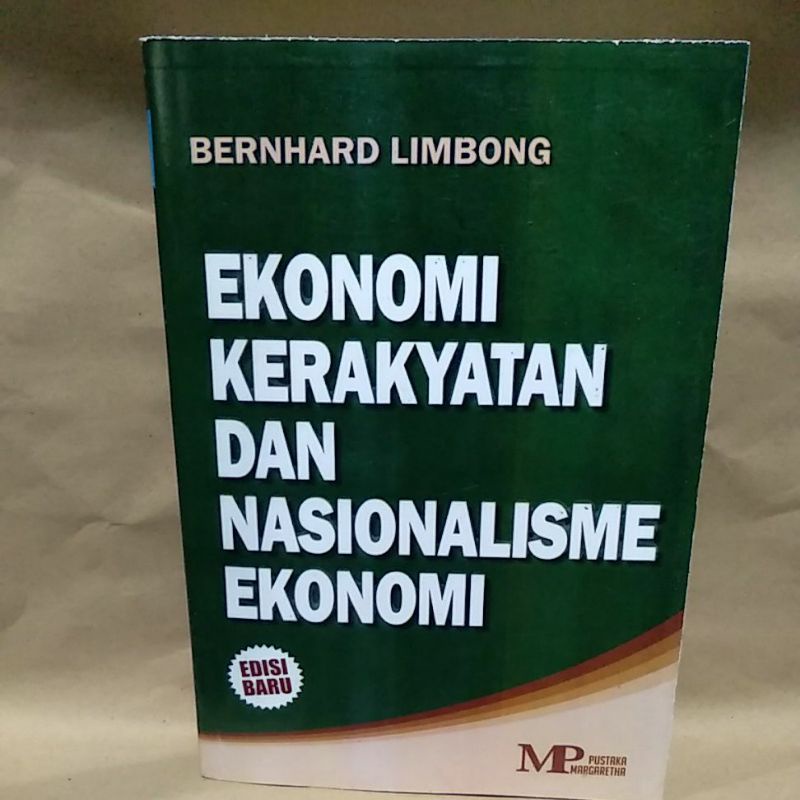 BERNHARD LIMBONG
EKONOMI
KERAKYATAN
DAN
NASIONALISME
EKONOMI
EDISI
BARU
MP PUSTAKA
MARGARETHA